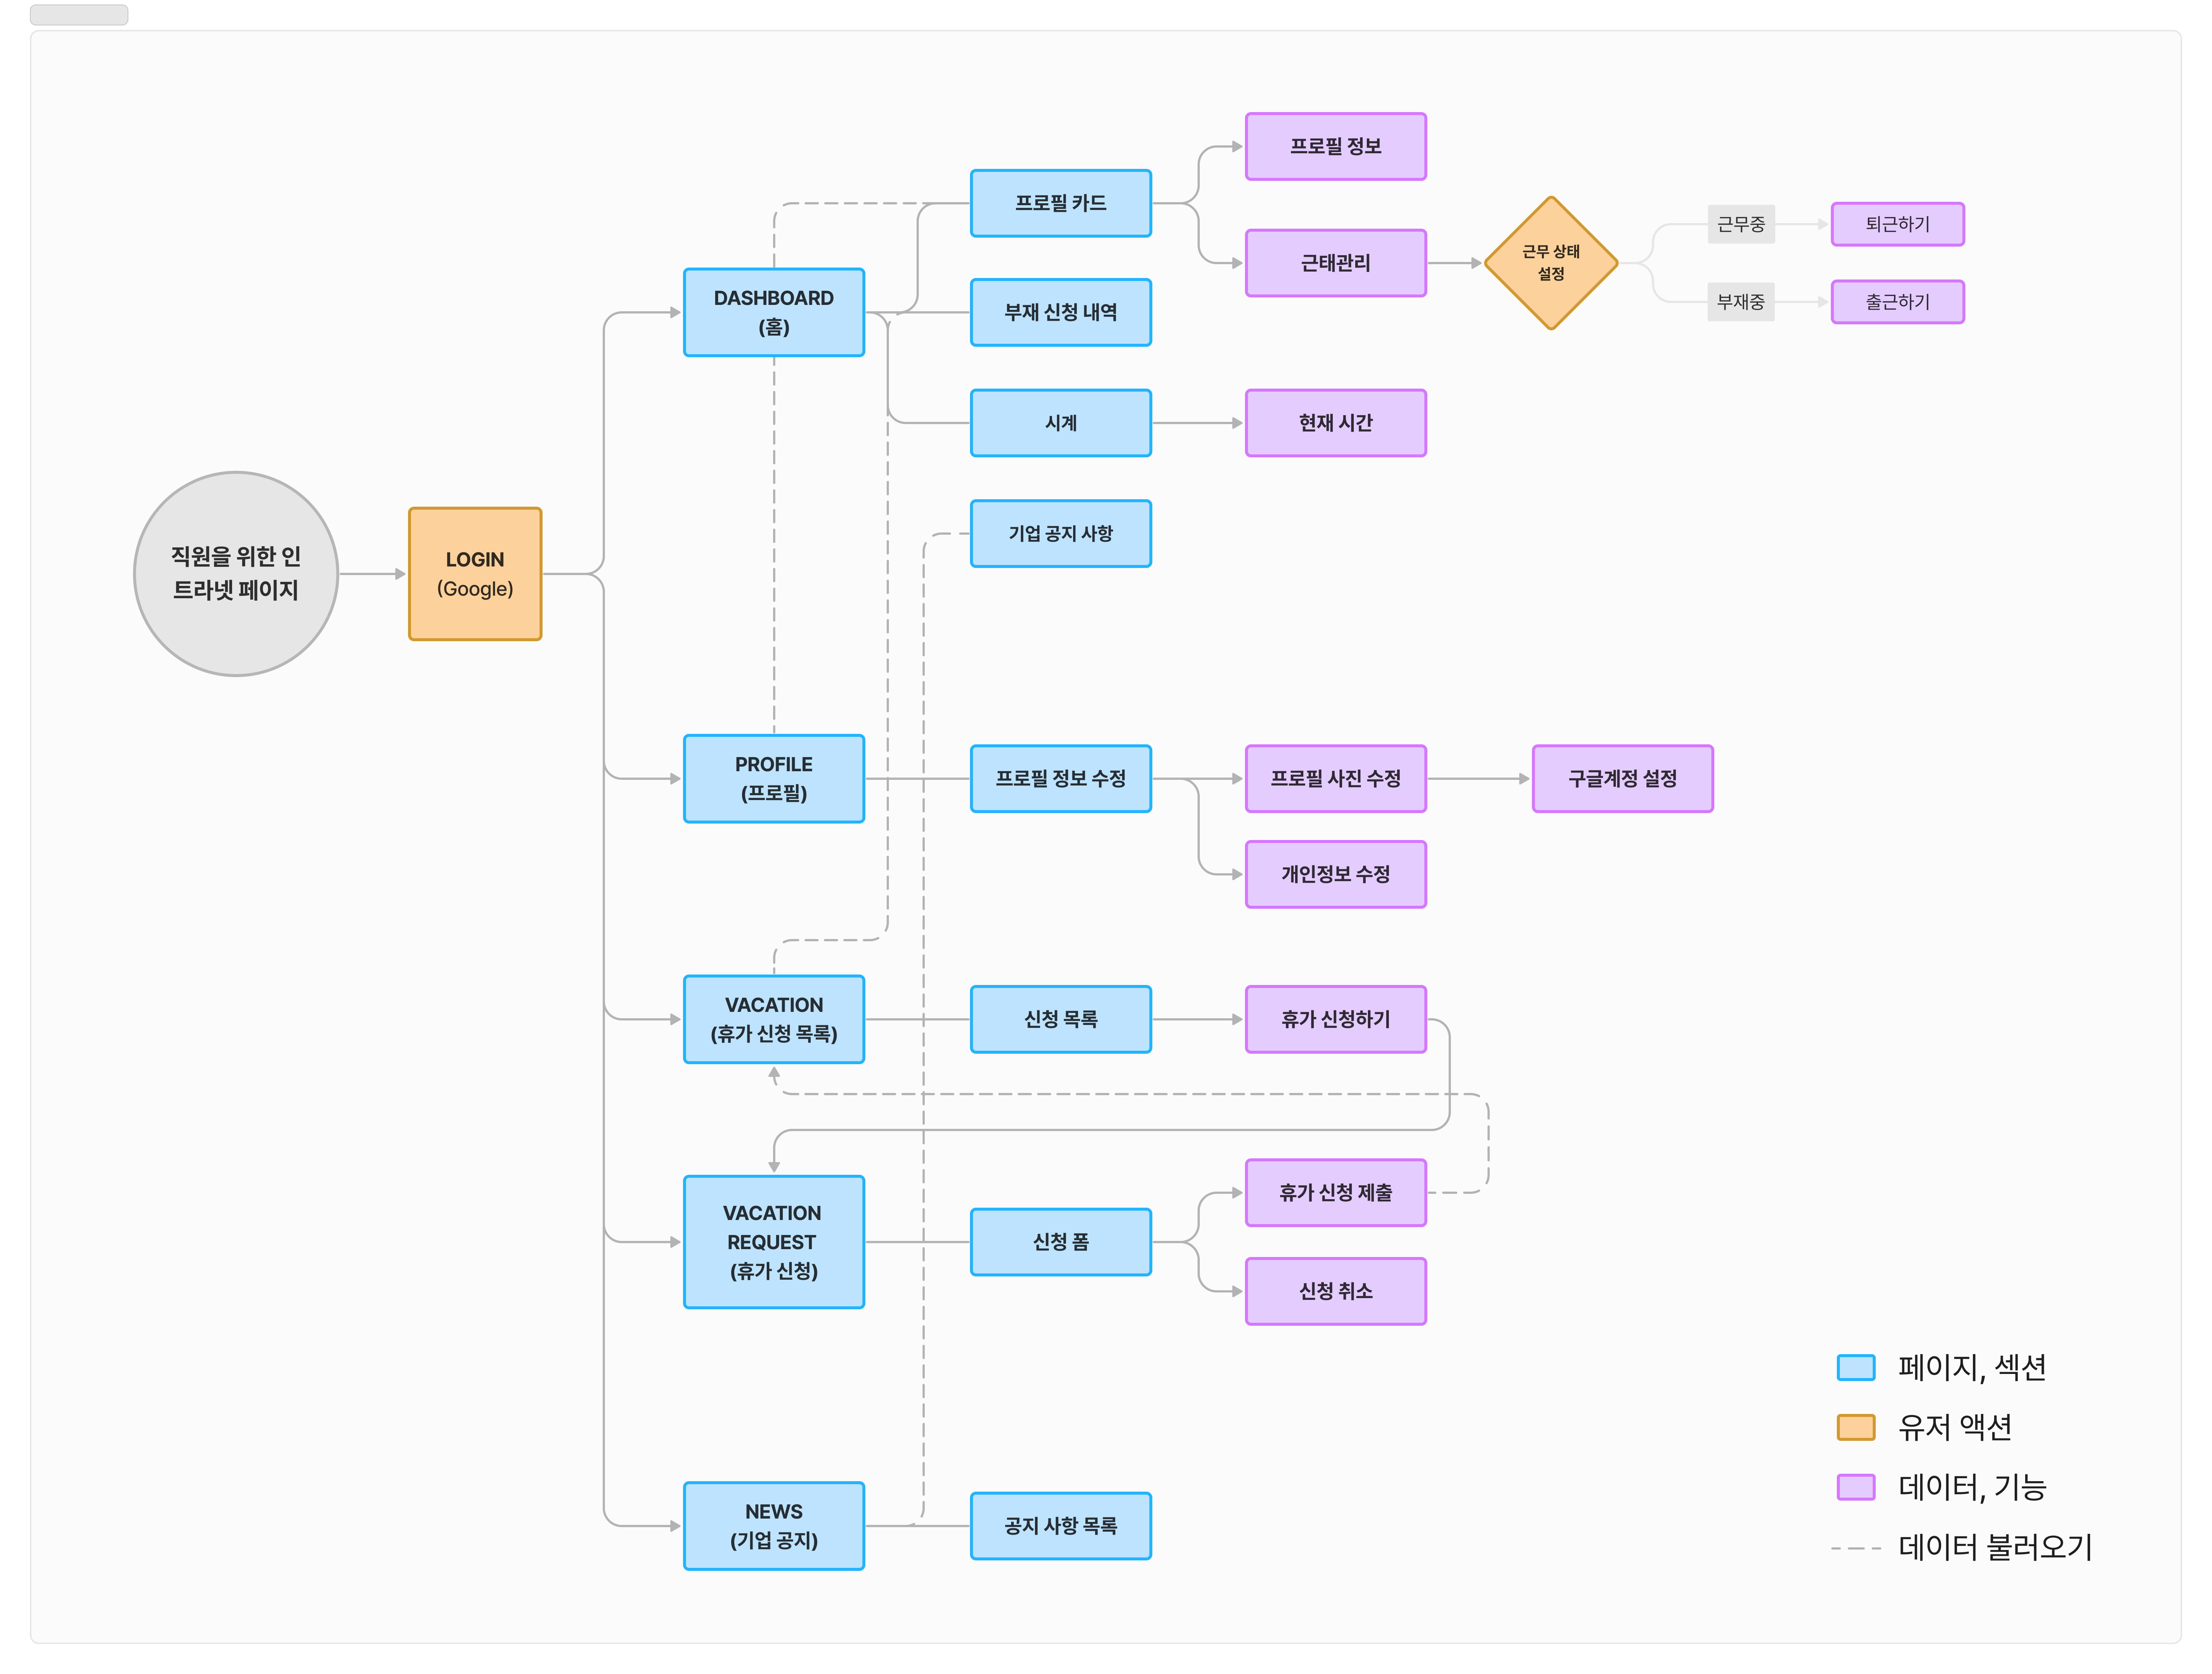 직원을 위한 인
트라넷 페이지
LOGIN
(Google)
DASHBOARD
(홈)
프로필 카드
프로필 정보
근태관리
근무 상태
설정
근무중
퇴근하기
부재중
출근하기
부재 신청 내역
시계
현재 시간
기업 공지 사항
PROFILE
(프로필)
프로필 정보 수정
프로필 사진 수정
구글계정 설정
개인정보 수정
VACATION
(휴가 신청 목록)
신청 목록
휴가 신청하기
VACATION
REQUEST
(휴가 신청)
신청 폼
휴가 신청 제출
신청 취소
NEWS
(기업 공지)
공지 사항 목록
페이지, 섹션
유저 액션
데이터, 기능
데이터 불러오기